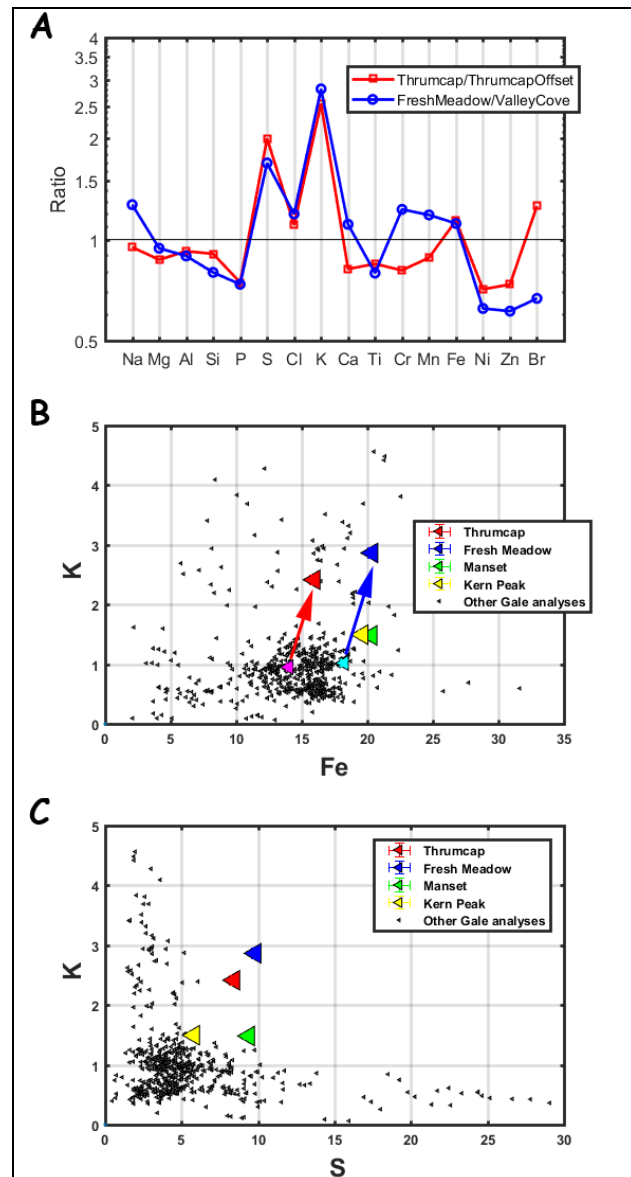 A
4
3
2.5
2
1.5
1
0.5
Ratio
Thrumcap/ThrumcapOffset
FreshMeadow/ValleyCove
Na Mg Al Si P S Cl K Ca Ti Cr Mn Fe Ni Zn Br
B
5
4
3
2
1
0
K
Thrumcap
Fresh Meadow
Manset
Kern Peak
Other Gale analyses
0 5 10 15 20 25 30 35
Fe
C
5
4
3
2
1
0
K
Thrumcap
Fresh Meadow
Manset
Kern Peak
Other Gale analyses
0 5 10 15 20 25 30
S